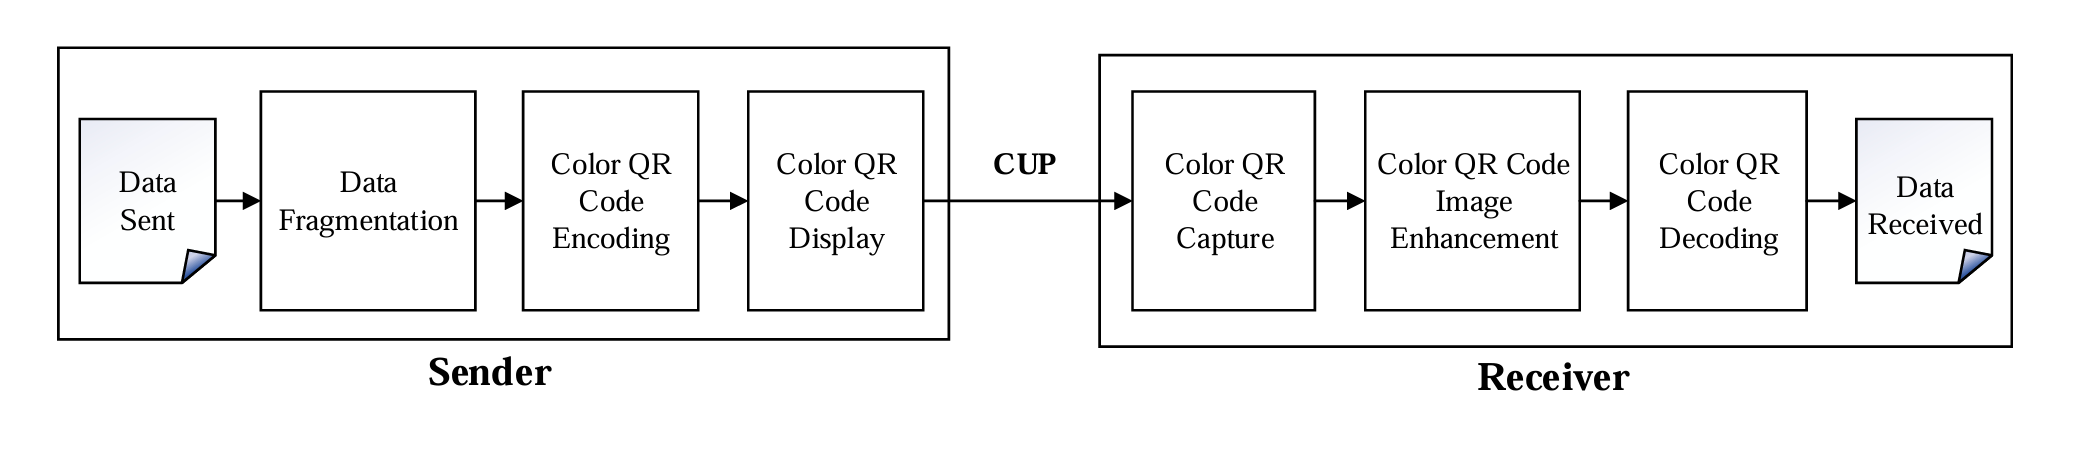 Data
Sent
Data
Fragmentation
Color QR
Code
Encoding
Color QR
Code
Display
CUP
Color QR
Code
Capture
Color QR Code
Image
Enhancement
Color QR
Code
Decoding
Data
Received
Sender
Receiver